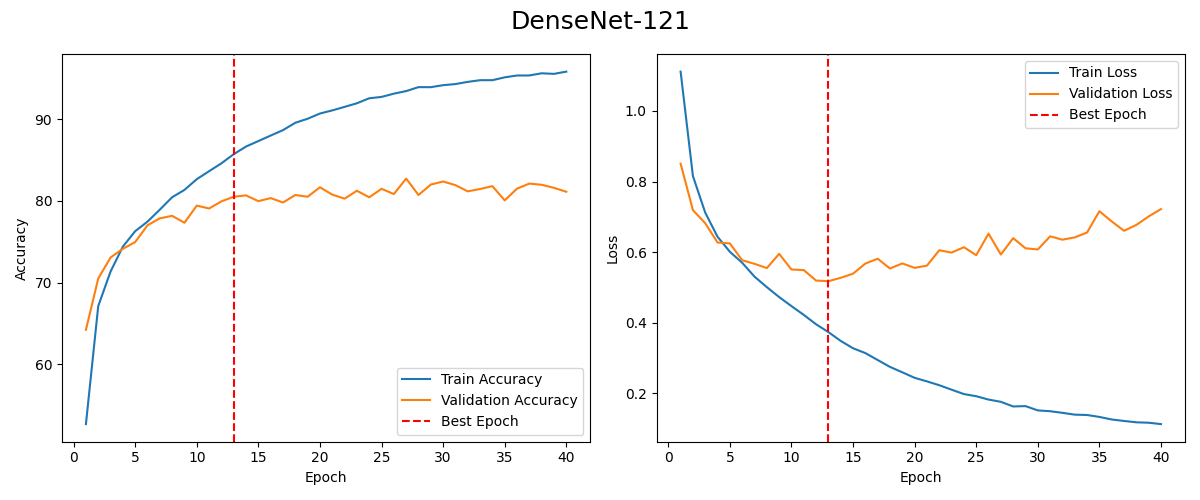 DenseNet-121
Accuracy
90
80
70
60
0 5 10 15 20 25 30 35 40
Epoch
Train Accuracy
Validation Accuracy
Best Epoch
Loss
1.0
0.8
0.6
0.4
0.2
0 5 10 15 20 25 30 35 40
Epoch
Train Loss
Validation Loss
Best Epoch